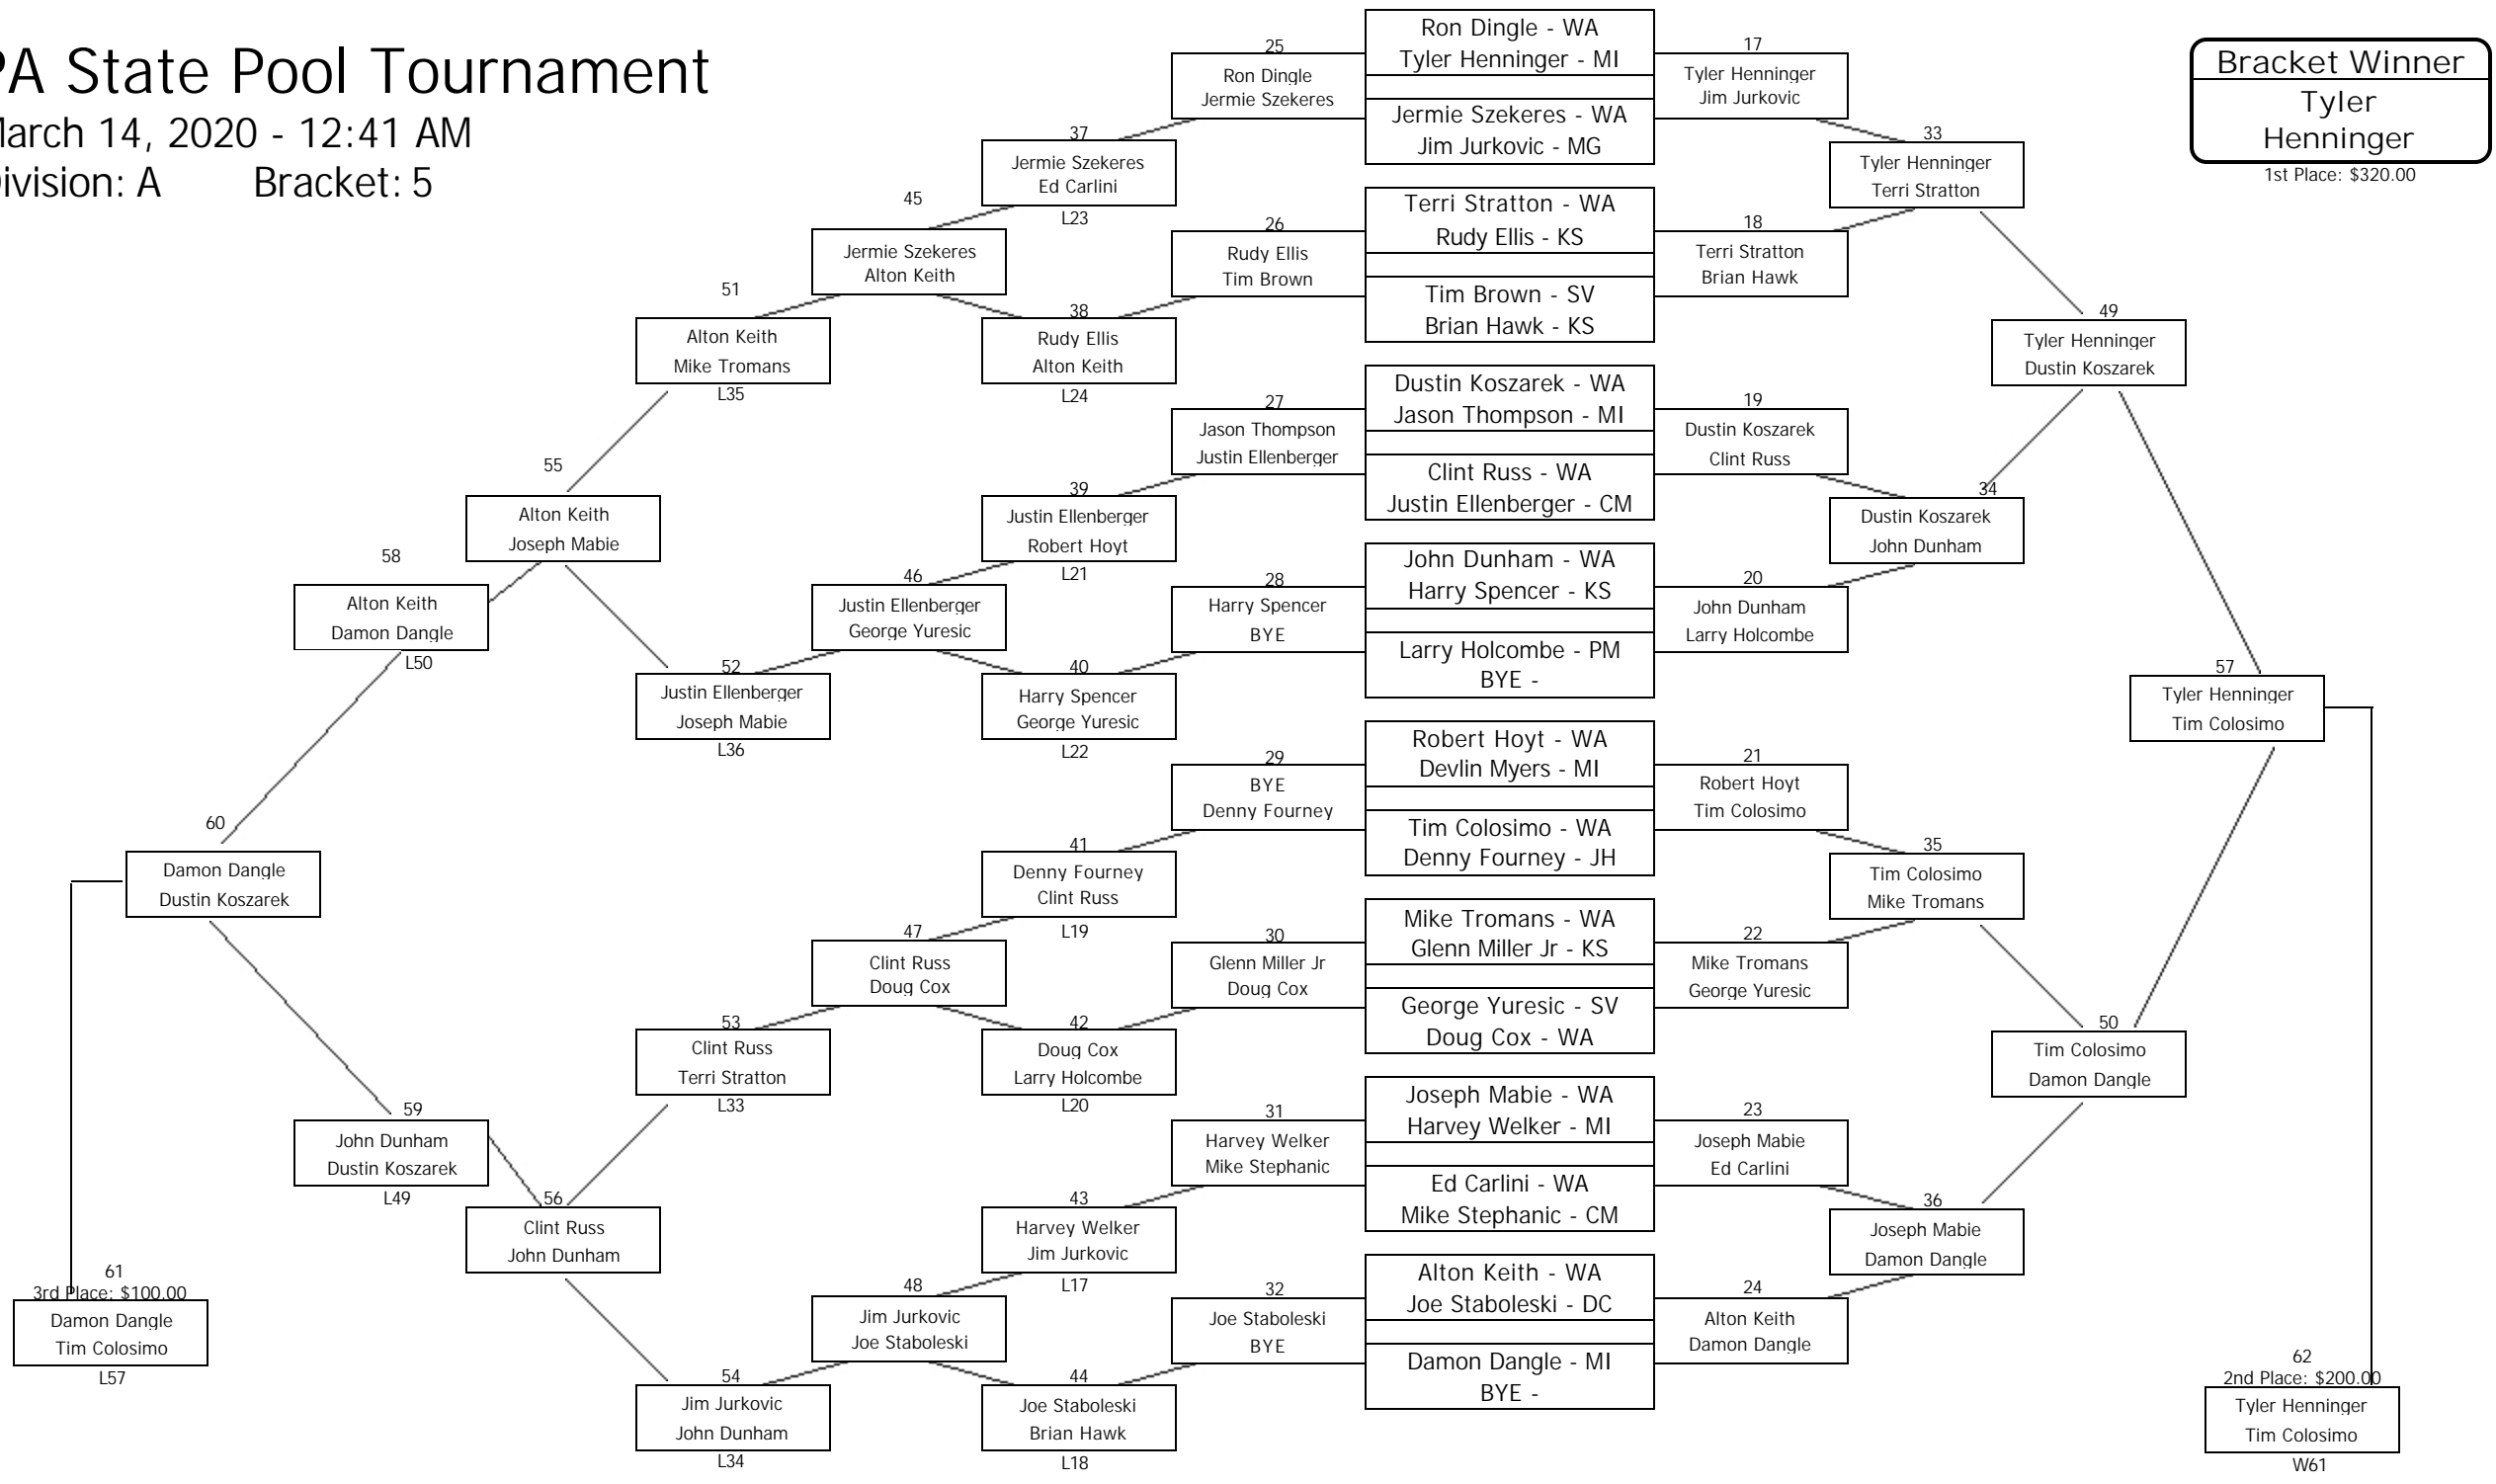 PA State Pool Tournament
March 14, 2020 - 12:41 AM
Division: A Bracket: 5
Bracket Winner
Tyler
Henninger
1st Place: $320.00
Ron Dingle - WA
Tyler Henninger - MI
Jermie Szekeres - WA
Jim Jurkovic - MG
Terri Stratton - WA
Rudy Ellis - KS
Tim Brown - SV
Brian Hawk - KS
Dustin Koszarek - WA
Jason Thompson - MI
Clint Russ - WA
Justin Ellenberger - CM
John Dunham - WA
Harry Spencer - KS
Larry Holcombe - PM
BYE -
Robert Hoyt - WA
Devlin Myers - MI
Tim Colosimo - WA
Denny Fourney - JH
Mike Tromans - WA
Glenn Miller Jr - KS
George Yuresic - SV
Doug Cox - WA
Joseph Mabie - WA
Harvey Welker - MI
Ed Carlini - WA
Mike Stephanic - CM
Alton Keith - WA
Joe Staboleski - DC
Damon Dangle - MI
BYE -
17
Tyler Henninger
Jim Jurkovic
18
Terri Stratton
Brian Hawk
19
Dustin Koszarek
Clint Russ
20
John Dunham
Larry Holcombe
21
Robert Hoyt
Tim Colosimo
22
Mike Tromans
George Yuresic
23
Joseph Mabie
Ed Carlini
24
Alton Keith
Damon Dangle
25
Ron Dingle
Jermie Szekeres
26
Rudy Ellis
Tim Brown
27
Jason Thompson
Justin Ellenberger
28
Harry Spencer
BYE
29
BYE
Denny Fourney
30
Glenn Miller Jr
Doug Cox
31
Harvey Welker
Mike Stephanic
32
Joe Staboleski
BYE
33
Tyler Henninger
Terri Stratton
34
Dustin Koszarek
John Dunham
35
Tim Colosimo
Mike Tromans
36
Joseph Mabie
Damon Dangle
37
Jermie Szekeres
Ed Carlini
L23
38
Rudy Ellis
Alton Keith
L24
39
Justin Ellenberger
Robert Hoyt
L21
40
Harry Spencer
George Yuresic
L22
41
Denny Fourney
Clint Russ
L19
42
Doug Cox
Larry Holcombe
L20
43
Harvey Welker
Jim Jurkovic
L17
44
Joe Staboleski
Brian Hawk
L18
45
Jermie Szekeres
Alton Keith
46
Justin Ellenberger
George Yuresic
47
Clint Russ
Doug Cox
48
Jim Jurkovic
Joe Staboleski
49
Tyler Henninger
Dustin Koszarek
50
Tim Colosimo
Damon Dangle
51
Alton Keith
Mike Tromans
L35
52
Justin Ellenberger
Joseph Mabie
L36
53
Clint Russ
Terri Stratton
L33
54
Jim Jurkovic
John Dunham
L34
55
Alton Keith
Joseph Mabie
56
Clint Russ
John Dunham
57
Tyler Henninger
Tim Colosimo
58
Alton Keith
Damon Dangle
L50
59
John Dunham
Dustin Koszarek
L49
60
Damon Dangle
Dustin Koszarek
61
3rd Place: $100.00
Damon Dangle
Tim Colosimo
L57
62
2nd Place: $200.00
Tyler Henninger
Tim Colosimo
W61